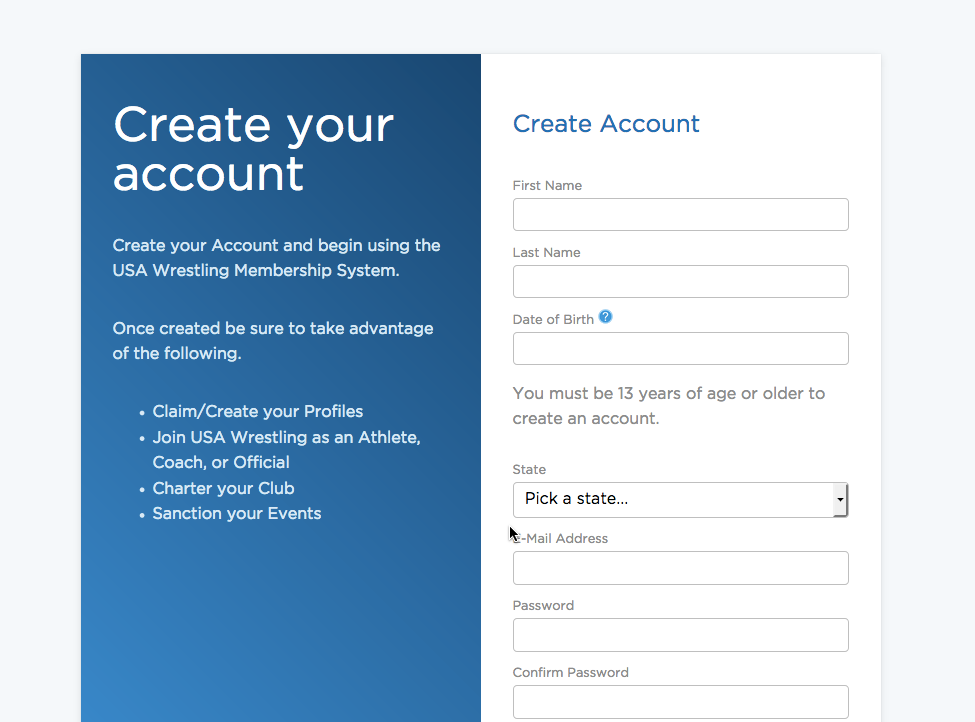 Create your
account
Create your Account and begin using the
USA Wrestling Membership System.
Once created be sure to take advantage
of the following.
• Claim/Create your Profiles
• Join USA Wrestling as an Athlete,
Coach, or Official
• Charter your Club
• Sanction your Events
Create Account
First Name
Last Name
Date of Birth ?
You must be 13 years of age or older to
create an account.
State
Pick a state...
E-Mail Address
Password
Confirm Password